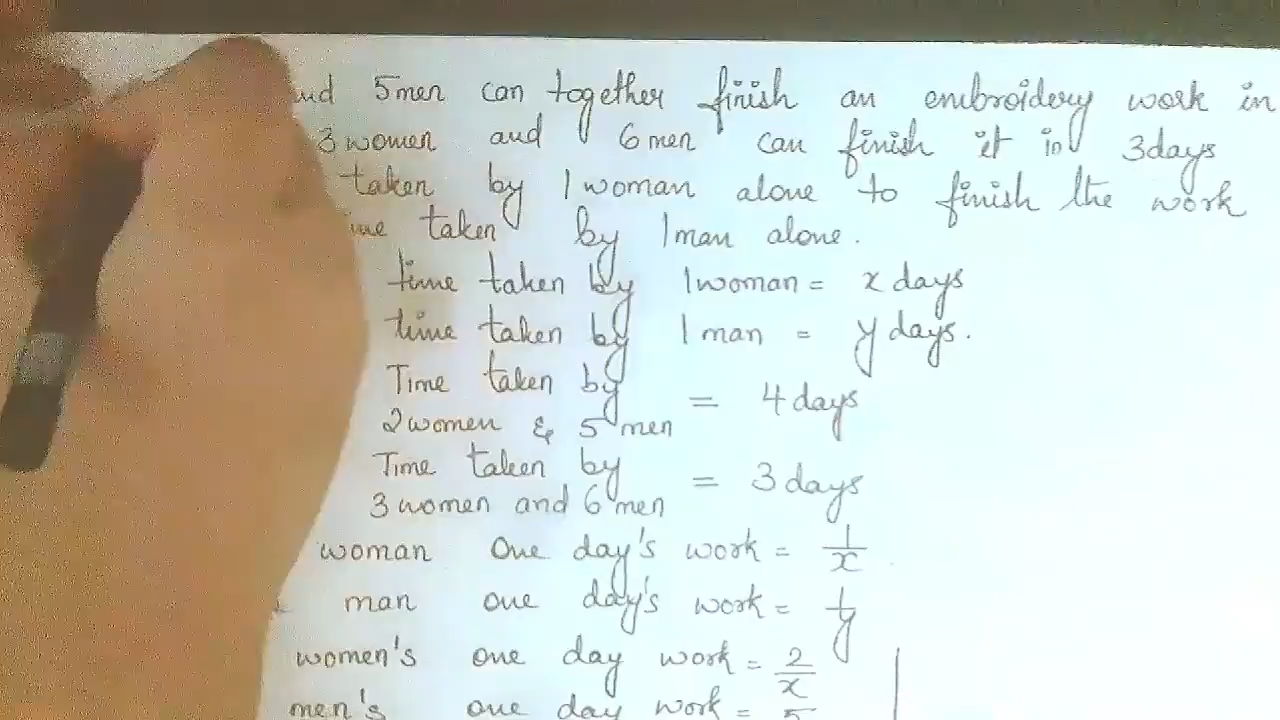 5men can together finish an embroidery work in
3women and 6men can finish it in 3days
taken by 1woman alone to finish the work
taken by 1man alone.
time taken by 1woman = x days
time taken by 1man = y days.
Time taken by
2women & 5men = 4days
Time taken by
3women and 6men = 3days
woman One day's work = 1/x
man one day's work = 1/y
women's one day work = 2/x
men's one day work = 5